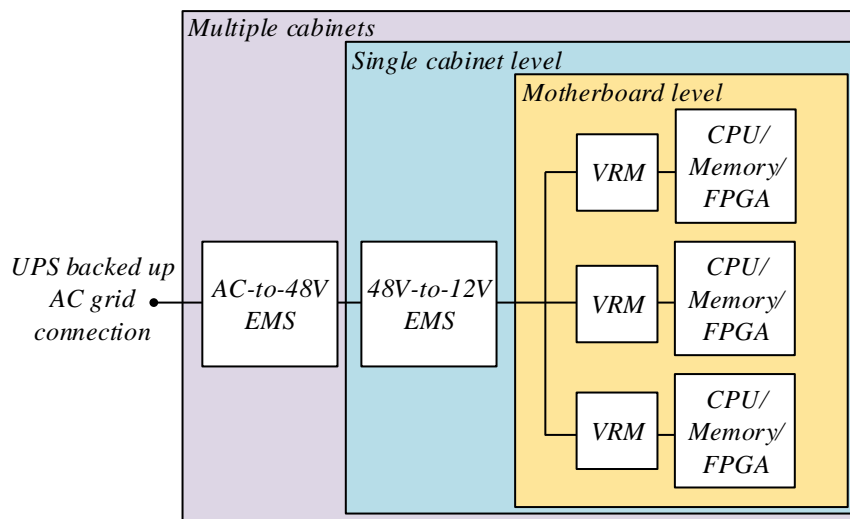 Multiple cabinets
Single cabinet level
Motherboard level
CPU/
Memory/
FPGA
VRM
UPS backed up
AC grid
connection
AC-to-48V
EMS
48V-to-12V
EMS
VRM
CPU/
Memory/
FPGA
VRM
CPU/
Memory/
FPGA